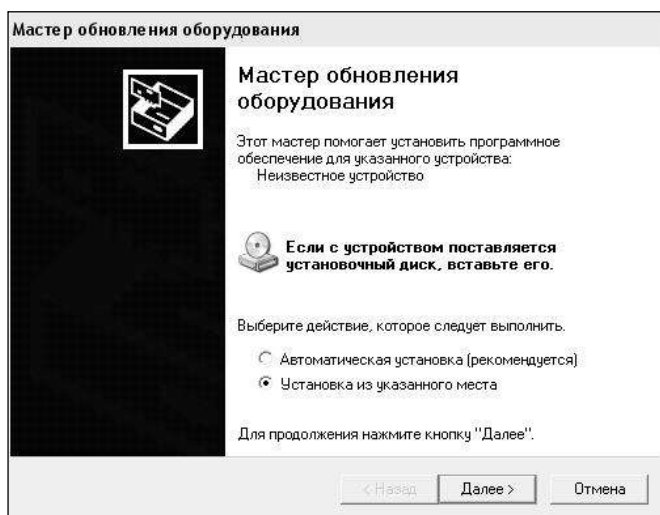 Мастер обновления оборудования
Мастер обновления
оборудования
Этот мастер помогает установить программное
обеспечение для указанного устройства:
Неизвестное устройство
Если с устройством поставляется
установочный диск, вставьте его.
Выберите действие, которое следует выполнить.
Автоматическая установка (рекомендуется)
Установка из указанного места
Для продолжения нажмите кнопку "Далее".
< Назад
Далее >
Отмена